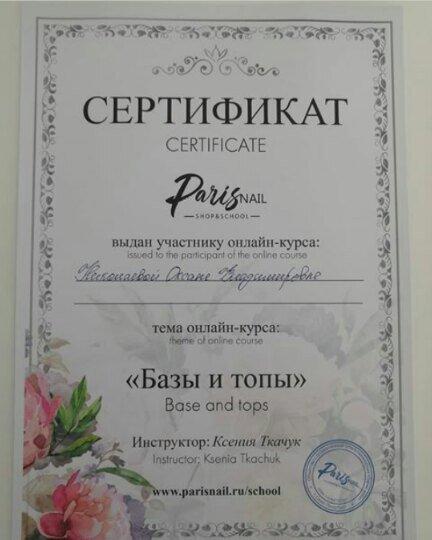 СЕРТИФИКАТ
CERTIFICATE
Paris NAIL
SHOP&SCHOOL
выдан участнику онлайн-курса:
issued to the participant of the online course
Николаевой Оксане Владимировне
тема онлайн-курса:
theme of online course
«Базы и топы»
Base and tops
Инструктор: Ксения Ткачук
Instructor: Ksenia Tkachuk
www.parisnail.ru/school
Paris NAIL